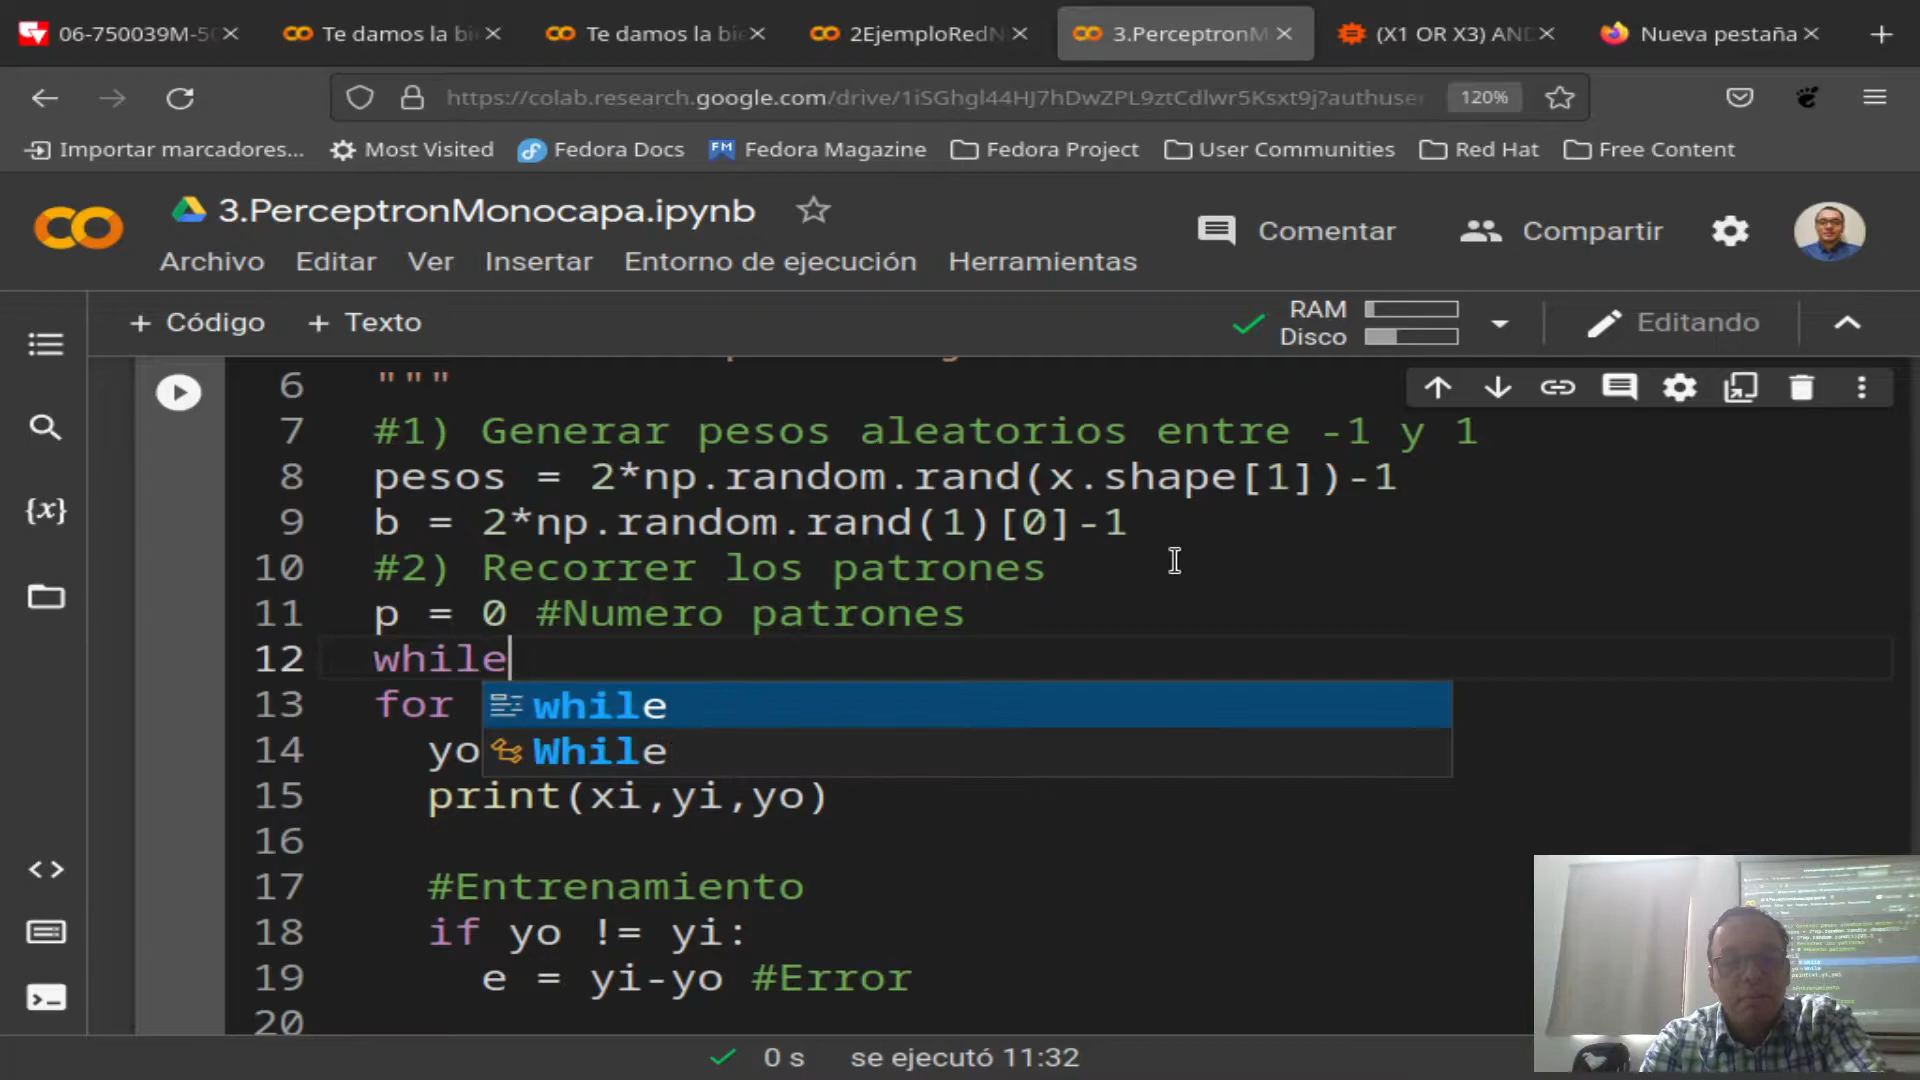 06-750039M-50
Te damos la bi
Te damos la bi
2EjemploRedN
3.PerceptronM
(X1 OR X3) AND
Nueva pestaña
https://colab.research.google.com/drive/1iSGhgl44HJ7hDwZPL9ztCdlwr5Ksxt9j?authuser
120%
Importar marcadores...
Most Visited
Fedora Docs
FM
Fedora Magazine
Fedora Project
User Communities
Red Hat
Free Content
3.PerceptronMonocapa.ipynb
Comentar
Compartir
Archivo
Editar
Ver
Insertar
Entorno de ejecución
Herramientas
+ Código
+ Texto
RAM
Disco
Editando
6 """
7 #1) Generar pesos aleatorios entre -1 y 1
8 pesos = 2*np.random.rand(x.shape[1])-1
9 b = 2*np.random.rand(1)[0]-1
10 #2) Recorrer los patrones
11 p = 0 #Numero patrones
12 while
13 for
while
14 yo
While
15 print(xi,yi,yo)
16
17 #Entrenamiento
18 if yo != yi:
19 e = yi-yo #Error
20
{x}
0 s
se ejecutó 11:32